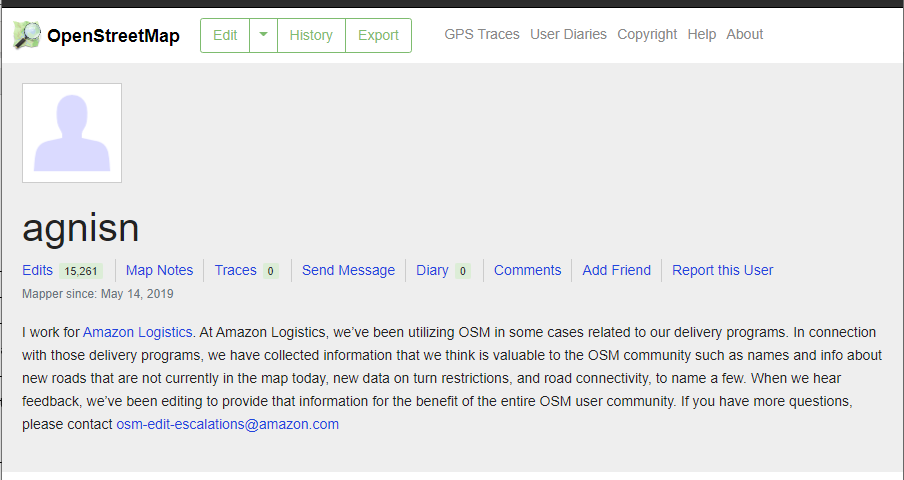 OpenStreetMap Edit History Export GPS Traces User Diaries Copyright Help About
agnisn
Edits 15,261 Map Notes Traces 0 Send Message Diary 0 Comments Add Friend Report this User
Mapper since: May 14, 2019
I work for Amazon Logistics. At Amazon Logistics, we’ve been utilizing OSM in some cases related to our delivery programs. In connection
with those delivery programs, we have collected information that we think is valuable to the OSM community such as names and info about
new roads that are not currently in the map today, new data on turn restrictions, and road connectivity, to name a few. When we hear
feedback, we’ve been editing to provide that information for the benefit of the entire OSM user community. If you have more questions,
please contact osm-edit-escalations@amazon.com